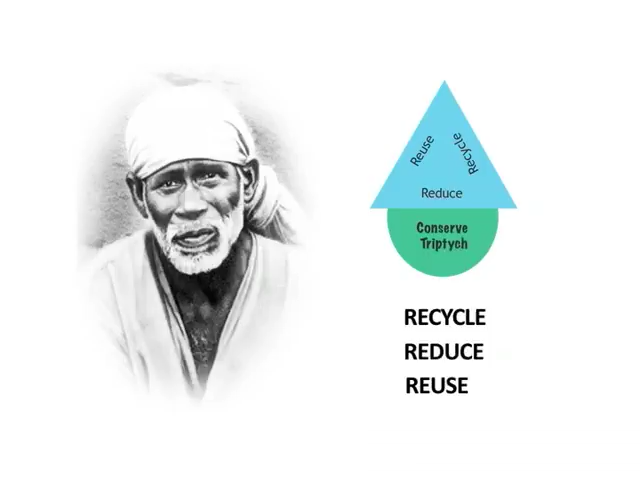 Reuse
Recycle
Reduce
Conserve
Triptych
RECYCLE
REDUCE
REUSE